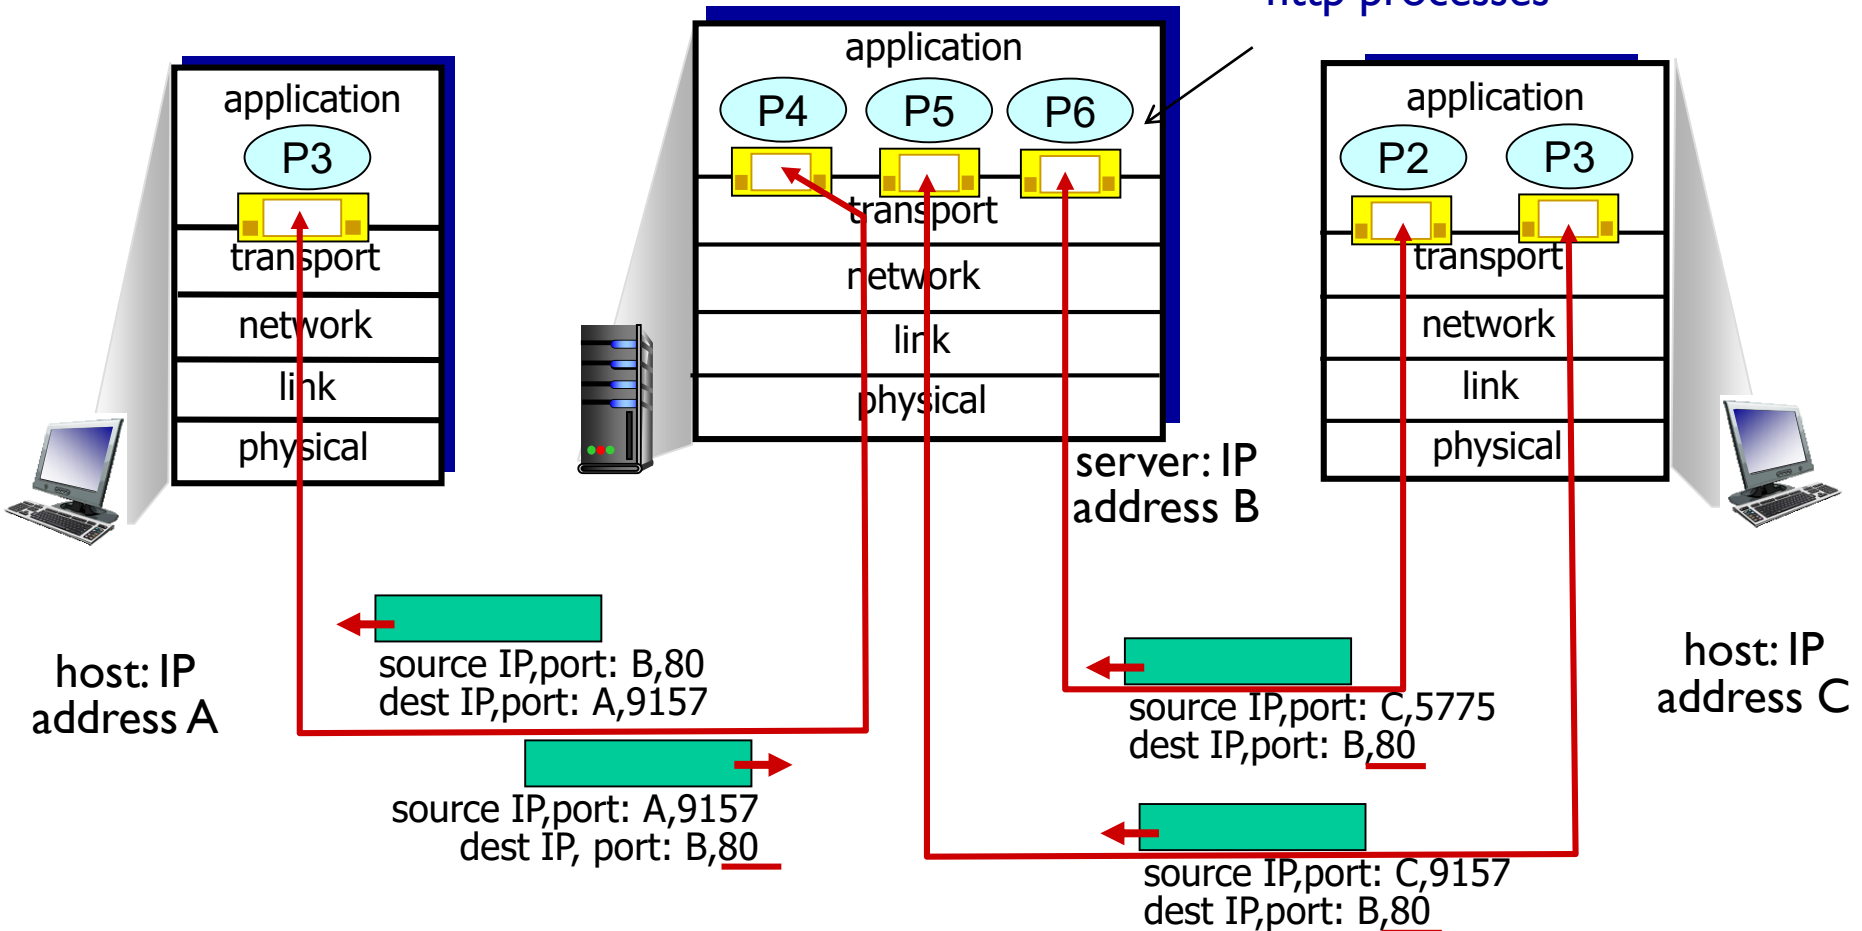 http processes
application
P3
transport
network
link
physical
host: IP
address A
application
P4 P5 P6
transport
network
link
physical
server: IP
address B
application
P2 P3
transport
network
link
physical
host: IP
address C
source IP,port: B,80
dest IP,port: A,9157
source IP,port: A,9157
dest IP, port: B,80
source IP,port: C,5775
dest IP,port: B,80
source IP,port: C,9157
dest IP,port: B,80